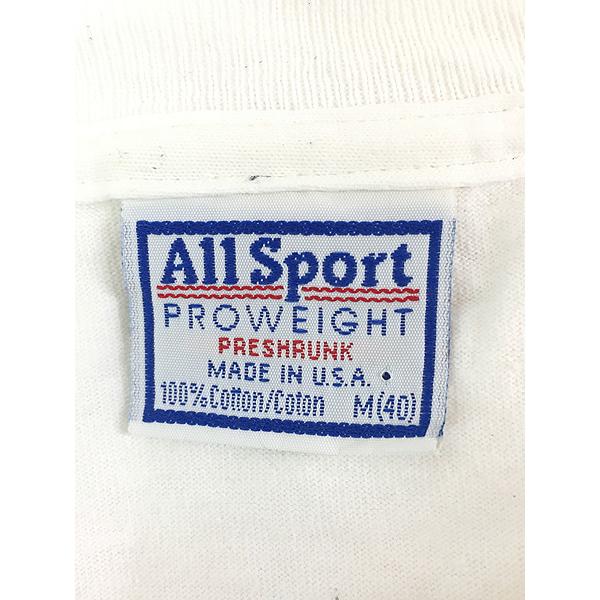 All Sport
PROWEIGHT
PRESHRUNK
MADE IN U.S.A.
100% Cotton/Coton M(40)